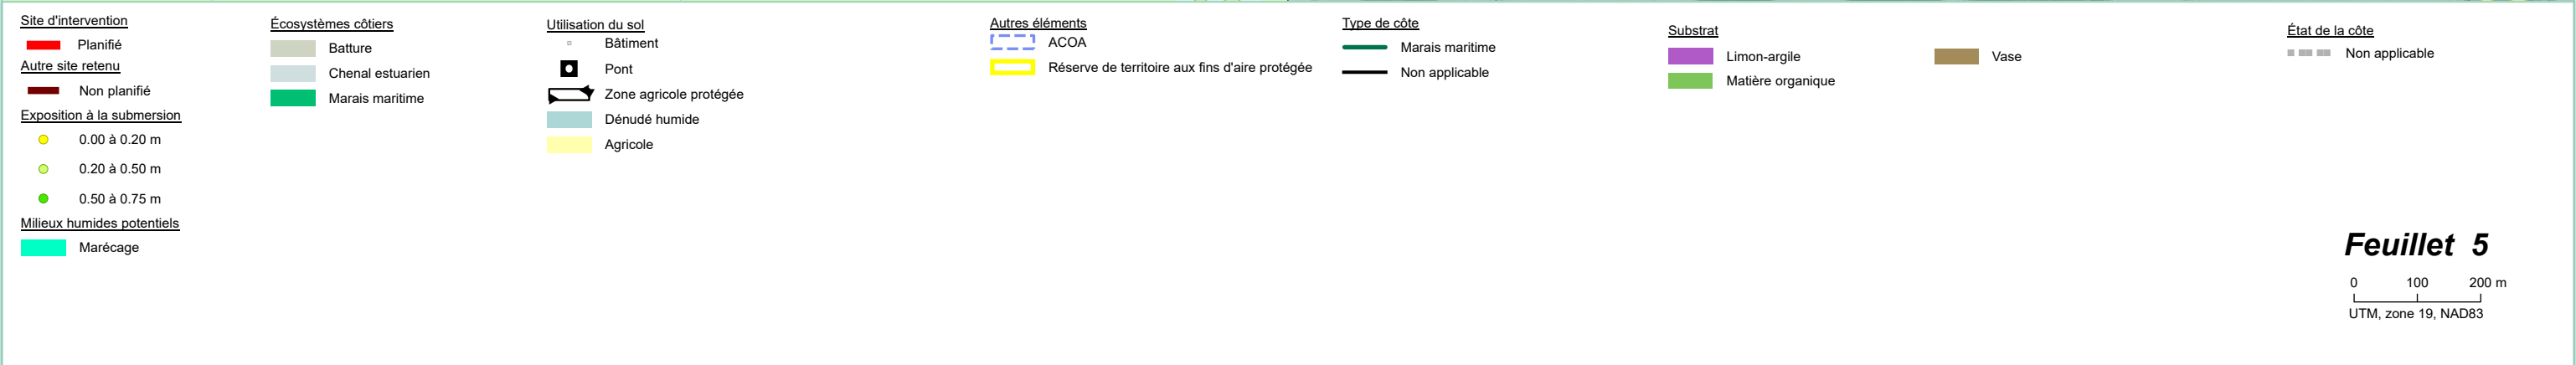 Site d'intervention
Planifié
Autre site retenu
Non planifié
Exposition à la submersion
0.00 à 0.20 m
0.20 à 0.50 m
0.50 à 0.75 m
Milieux humides potentiels
Marécage
Écosystèmes côtiers
Batture
Chenal estuarien
Marais maritime
Utilisation du sol
Bâtiment
Pont
Zone agricole protégée
Dénudé humide
Agricole
Autres éléments
ACOA
Réserve de territoire aux fins d'aire protégée
Type de côte
Marais maritime
Non applicable
Substrat
Limon-argile
Matière organique
Vase
État de la côte
Non applicable
Feuillet 5
0 100 200 m
UTM, zone 19, NAD83